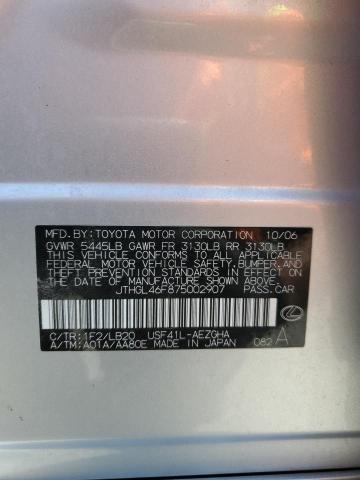 MFD. BY: TOYOTA MOTOR CORPORATION 10/06
GVWR 5445LB GAWR FR 3130LB RR 3130LB
THIS VEHICLE CONFORMS TO ALL APPLICABLE
FEDERAL MOTOR VEHICLE SAFETY, BUMPER, AND
THEFT PREVENTION STANDARDS IN EFFECT ON
THE DATE OF MANUFACTURE SHOWN ABOVE.
JTHGL46F875002907 PASS.CAR
C/TR: 1F2/LB20 USF41L-AEZGHA
A/TM: A01A/AA80E MADE IN JAPAN 082 A